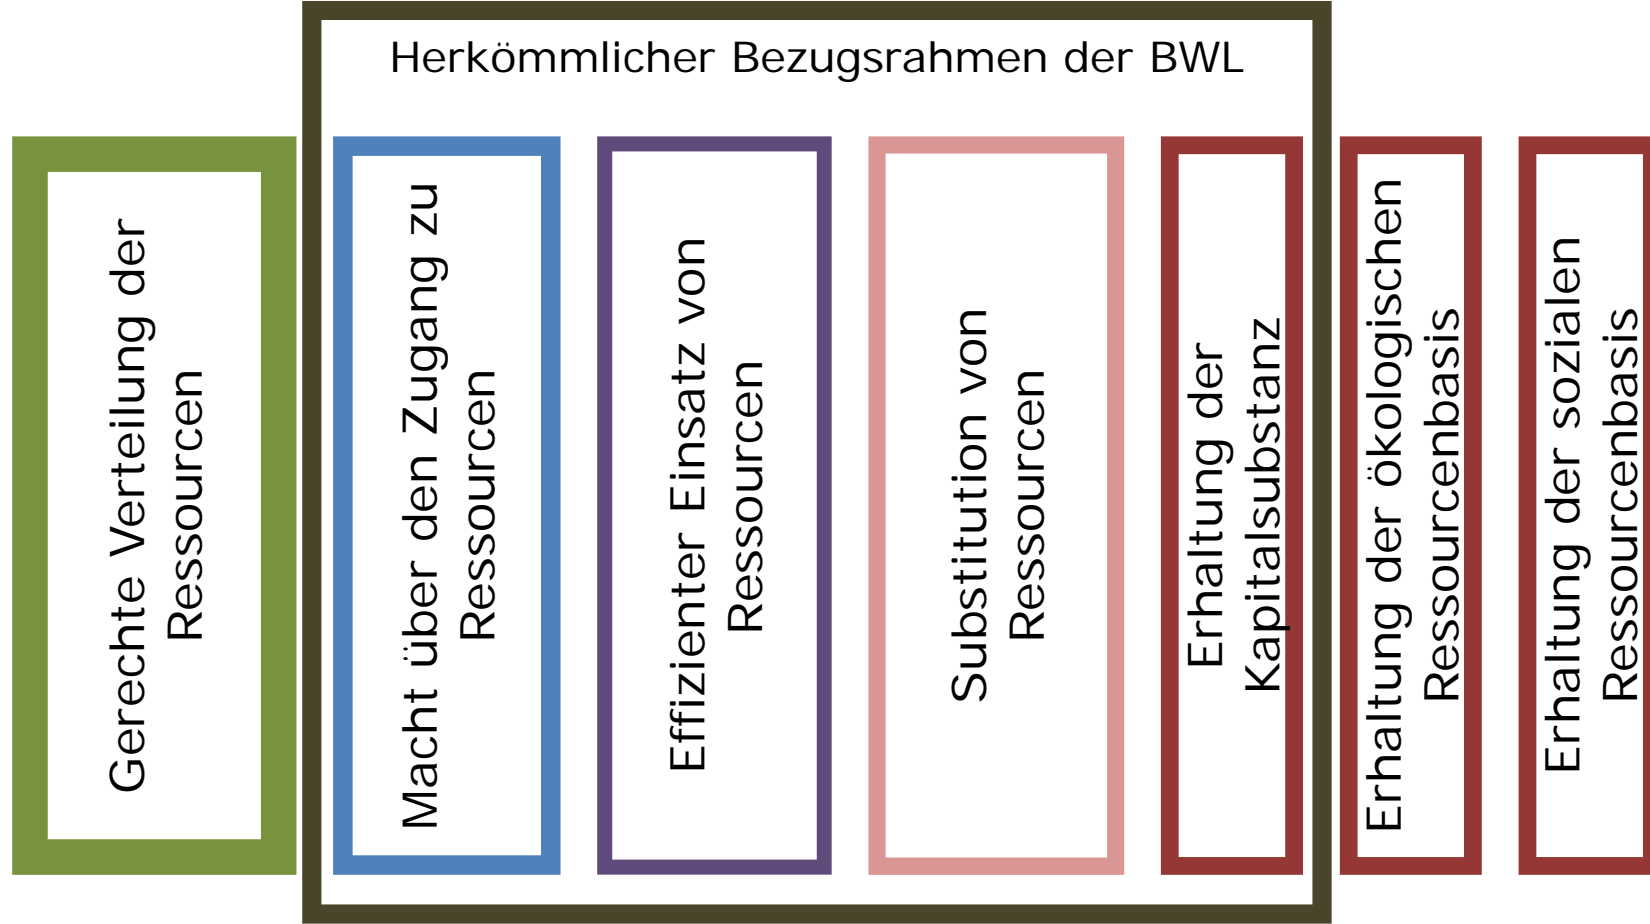 Herkömmlicher Bezugsrahmen der BWL
Gerechte Verteilung der
Ressourcen
Macht über den Zugang zu
Ressourcen
Effizienter Einsatz von
Ressourcen
Substitution von
Ressourcen
Erhaltung der
Kapitalsubstanz
Erhaltung der ökologischen
Ressourcenbasis
Erhaltung der sozialen
Ressourcenbasis